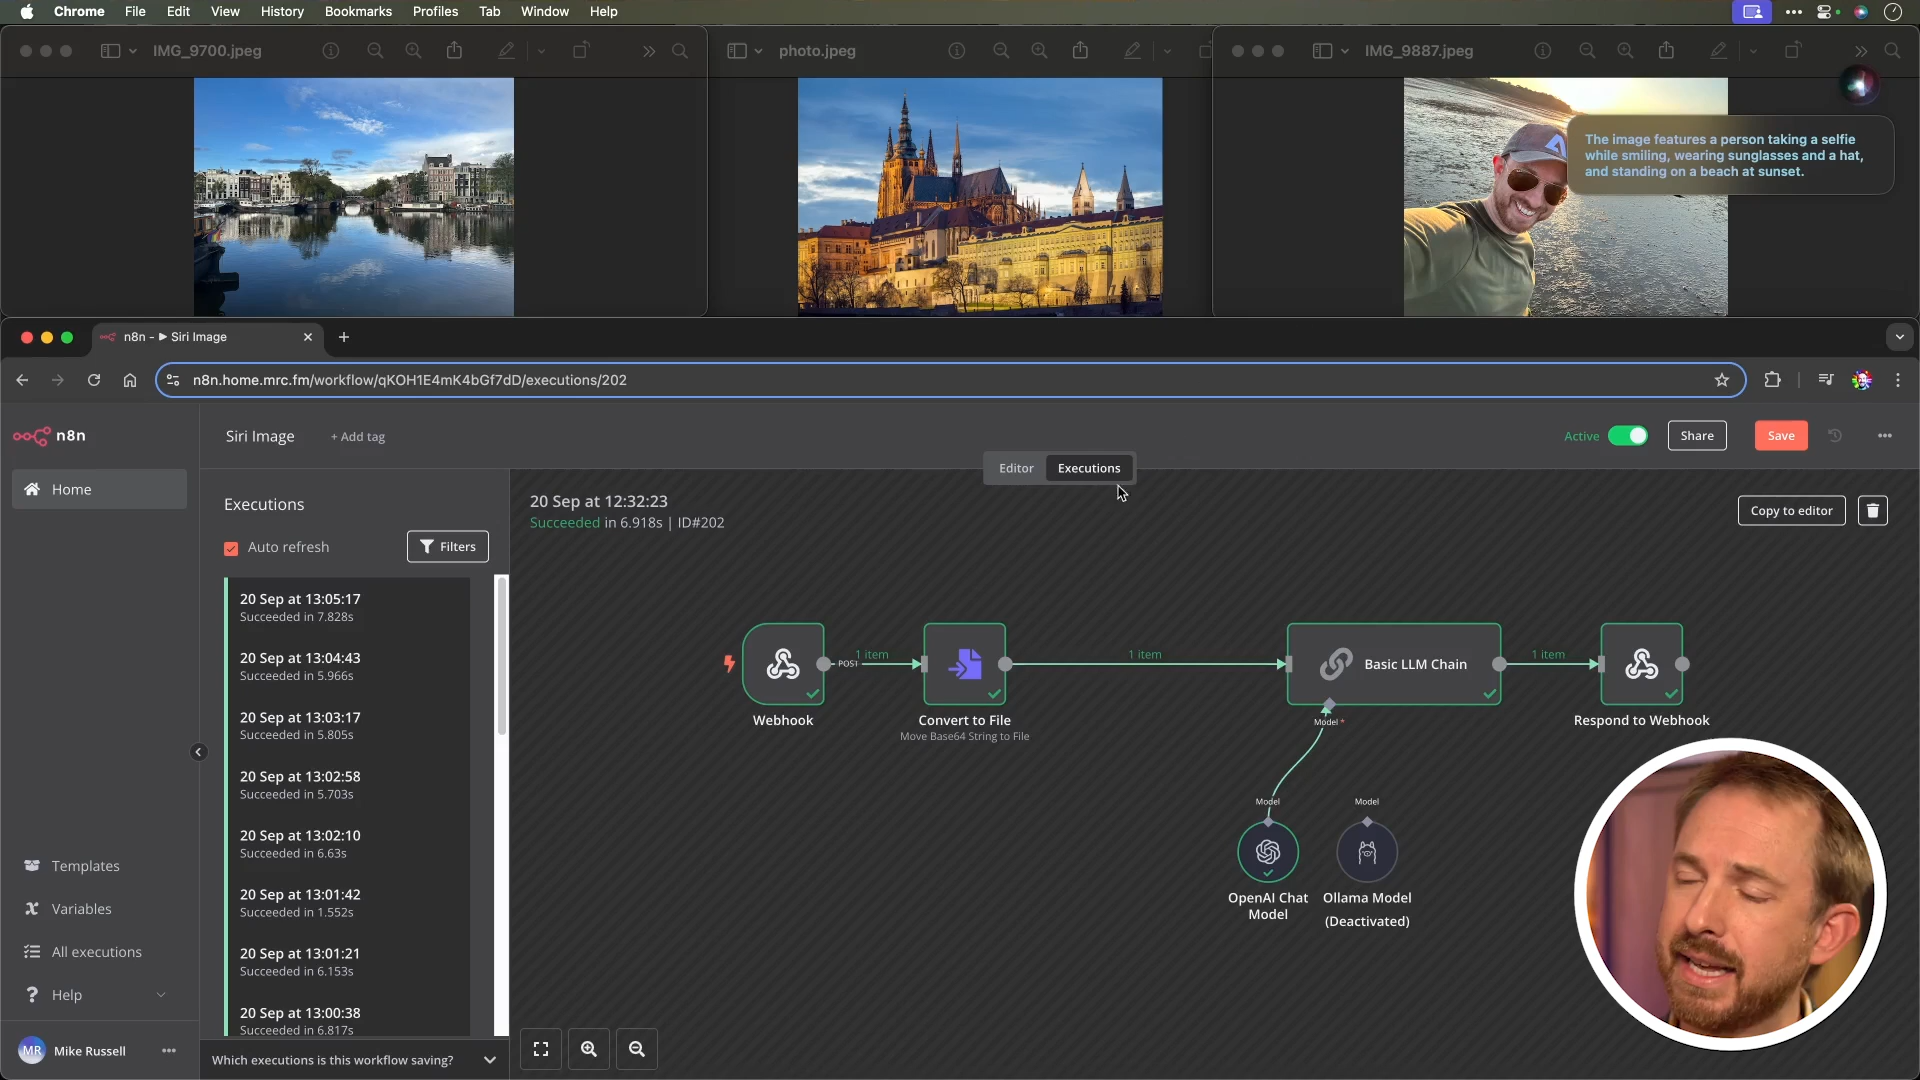 Chrome File Edit View History Bookmarks Profiles Tab Window Help
IMG_9700.jpeg
photo.jpeg
IMG_9887.jpeg
The image features a person taking a selfie
while smiling, wearing sunglasses and a hat,
and standing on a beach at sunset.
n8n - ▶ Siri Image
n8n.home.mrc.fm/workflow/qKOH1E4mK4bGf7dD/executions/202
n8n
Siri Image
+ Add tag
Active
Share
Save
Home
Editor
Executions
Executions
Auto refresh
Filters
20 Sep at 13:05:17
Succeeded in 7.828s
20 Sep at 13:04:43
Succeeded in 5.966s
20 Sep at 13:03:17
Succeeded in 5.805s
20 Sep at 13:02:58
Succeeded in 5.703s
20 Sep at 13:02:10
Succeeded in 6.63s
20 Sep at 13:01:42
Succeeded in 1.552s
20 Sep at 13:01:21
Succeeded in 6.153s
20 Sep at 13:00:38
Succeeded in 6.817s
Which executions is this workflow saving?
20 Sep at 12:32:23
Succeeded in 6.918s | ID#202
Copy to editor
POST
1 item
1 item
1 item
Basic LLM Chain
Webhook
Convert to File
Move Base64 String to File
Model *
Respond to Webhook
Model
Model
OpenAI Chat
Model
Ollama Model
(Deactivated)
Templates
Variables
All executions
Help
MR
Mike Russell